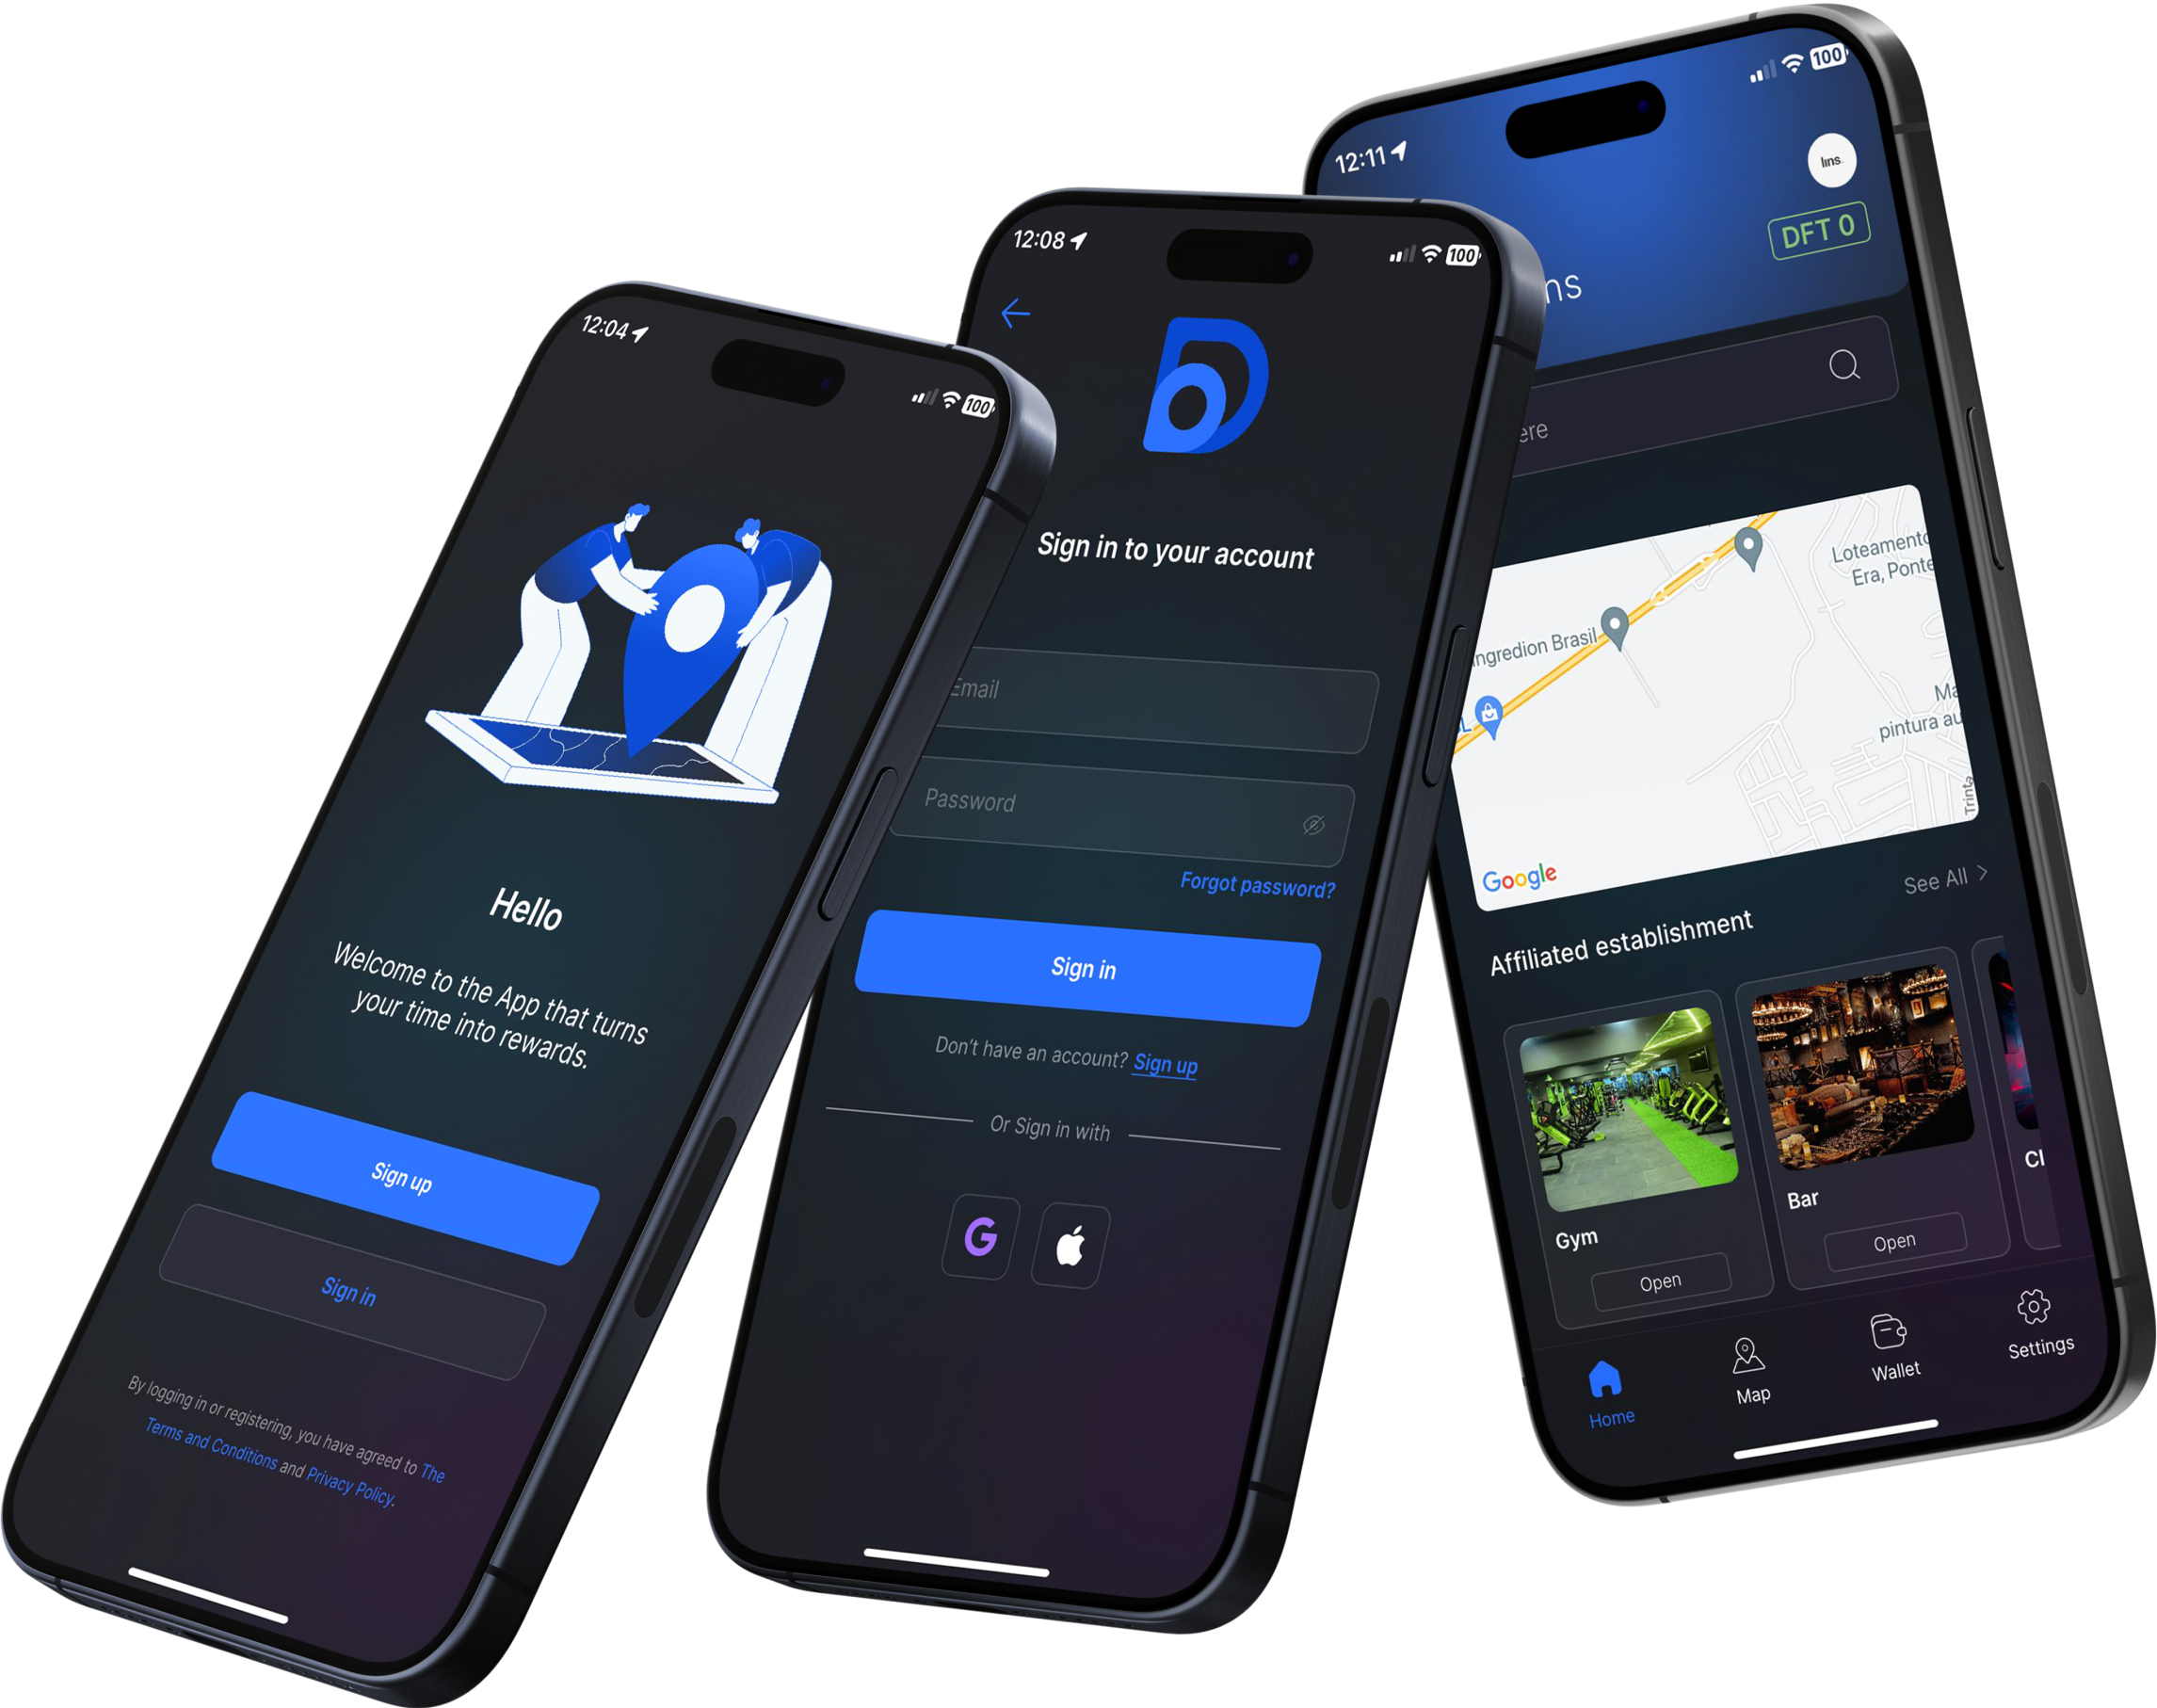 12:04
100
Hello
Welcome to the App that turns
your time into rewards.
Sign up
Sign in
By logging in or registering, you have agreed to The
Terms and Conditions and Privacy Policy.
12:08
100
Sign in to your account
Email
Password
Forgot password?
Sign in
Don't have an account? Sign up
Or Sign in with
G
12:11
100
lins.
DFT 0
ns
ere
Loteamento
Era, Ponte
Ingredion Brasil
L
Ma
pintura au
Trinta
Google
See All >
Affiliated establishment
Gym
Open
Bar
Open
Cl
Home
Map
Wallet
Settings